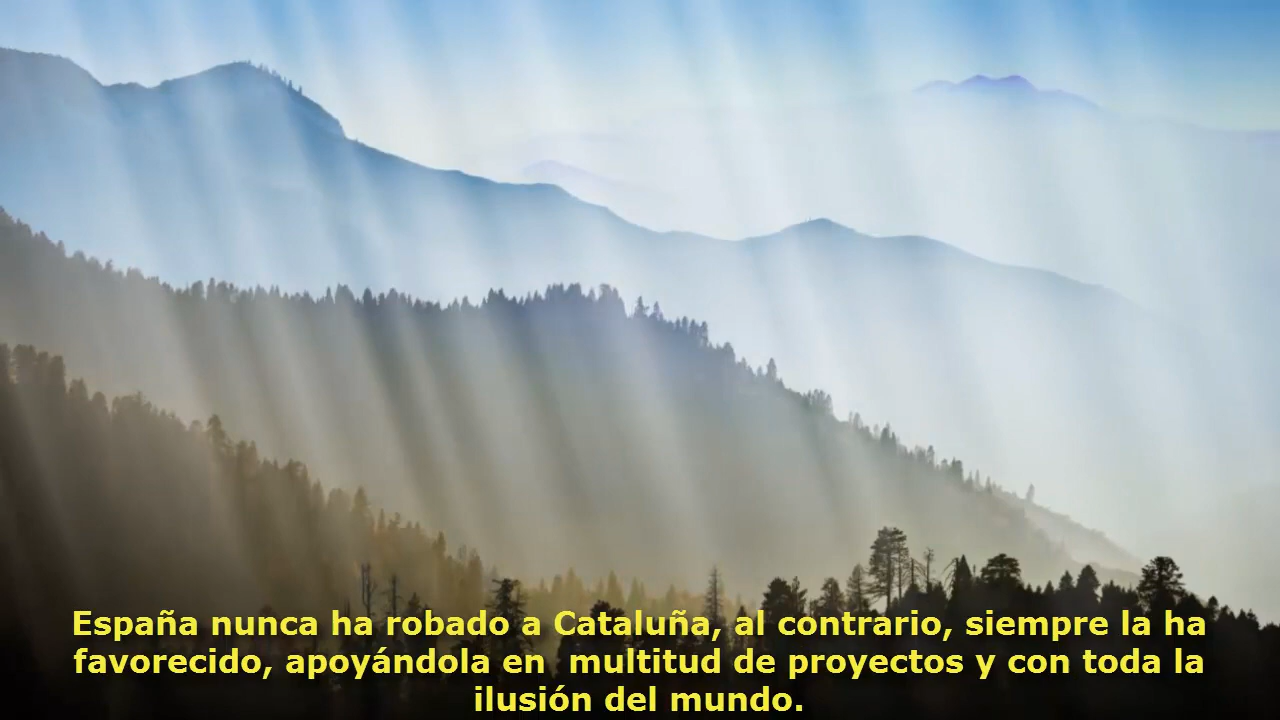 España nunca ha robado a Cataluña, al contrario, siempre la ha
favorecido, apoyándola en  multitud de proyectos y con toda la
ilusión del mundo.